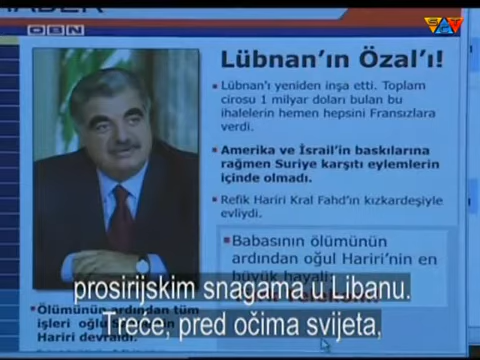 OBN
Lübnan'ın Özal'ı!
Lübnan'ı yeniden inşa etti. Toplam
cirosu 1 milyar doları bulan bu
ihalelerin hemen hepsini Fransızlara
verdi.
Amerika ve İsrail'in baskılarına
rağmen Suriye karşıtı eylemlerin
içinde olmadı.
Refik Hariri Kral Fahd'ın kızkardeşiyle
evliydi.
Babasının ölümünün
ardından oğul Hariri'nin en
büyük hayali
Ölümünün ardından tüm
işleri oğlu
Hariri devraldı.
prosirijskim snagama u Libanu.
Treće, pred očima svijeta,